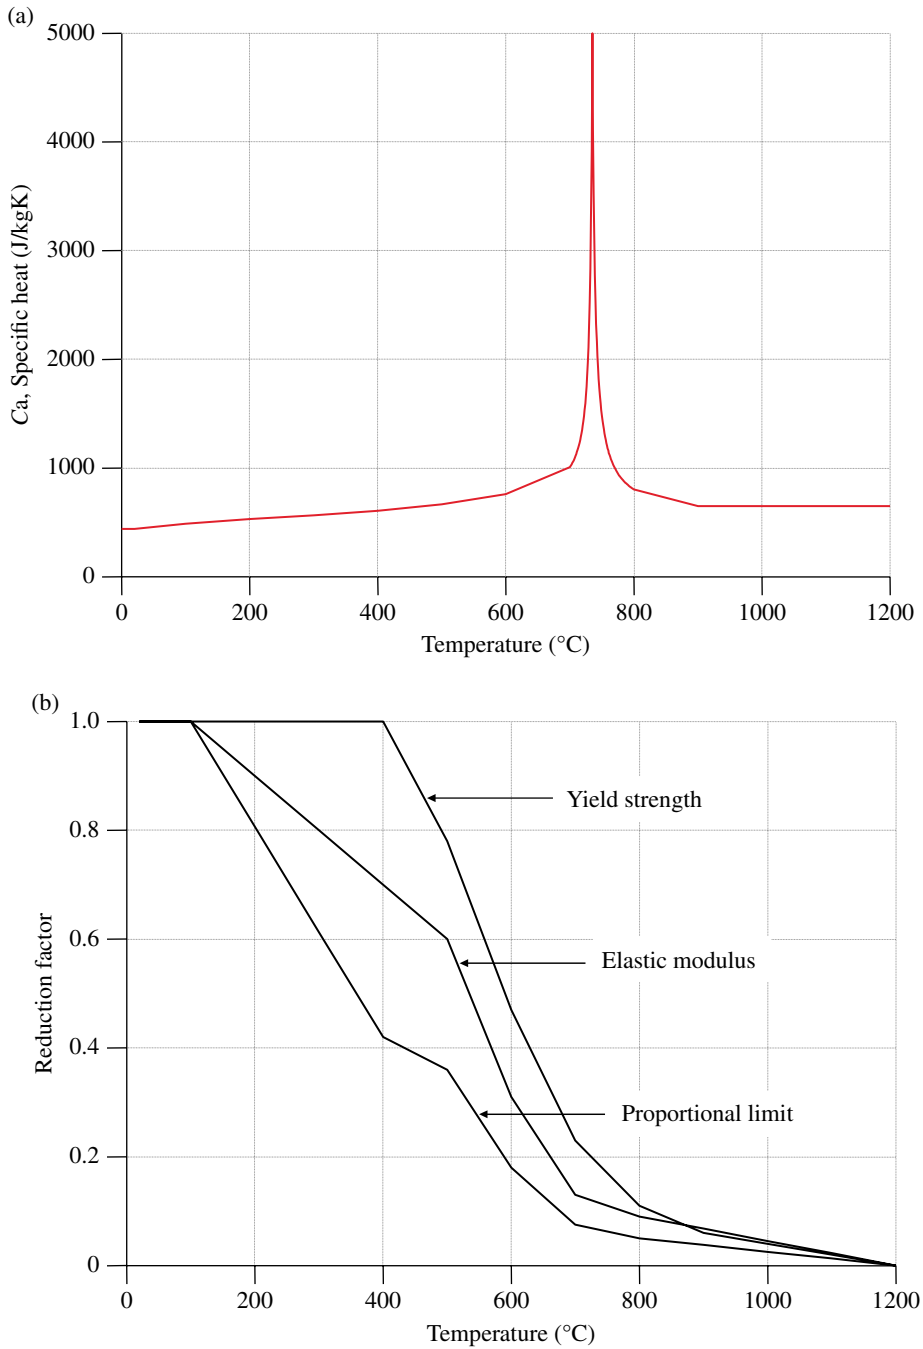 (a)
5000
4000
3000
2000
1000
0
Ca, Specific heat (J/kgK)
0 200 400 600 800 1000 1200
Temperature (°C)
(b)
1.0
0.8
0.6
0.4
0.2
0
Reduction factor
Yield strength
Elastic modulus
Proportional limit
0 200 400 600 800 1000 1200
Temperature (°C)